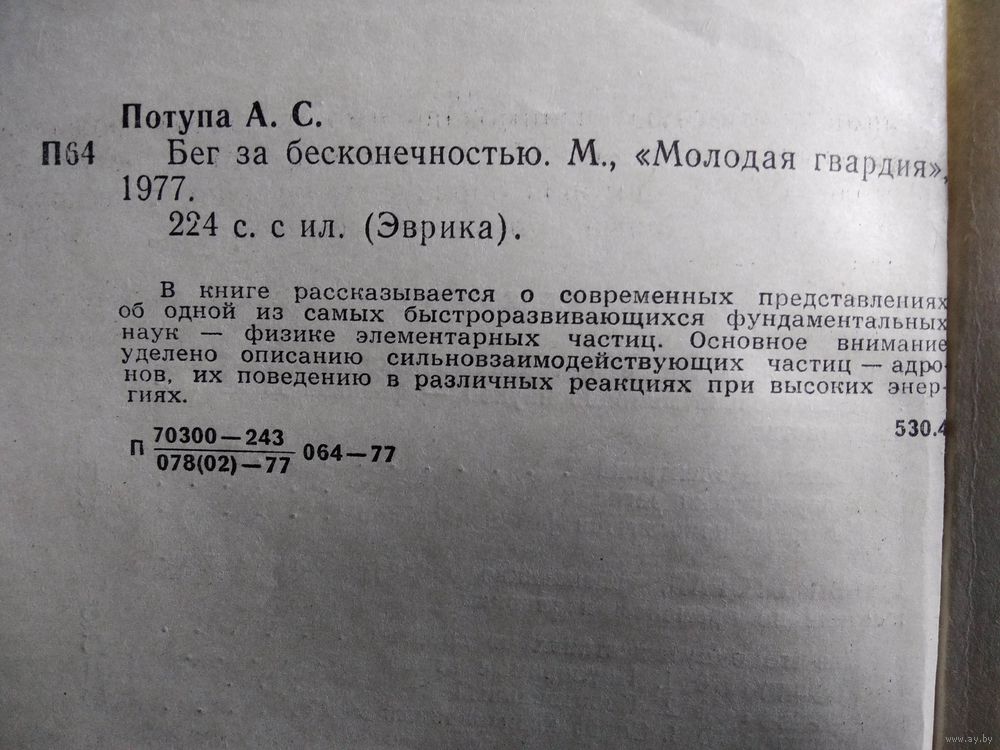 Потупа А. С.
П64 Бег за бесконечностью. М., «Молодая гвардия»,
1977.
224 с. с ил. (Эврика).
В книге рассказывается о современных представлениях
об одной из самых быстроразвивающихся фундаментальных
наук — физике элементарных частиц. Основное внимание
уделено описанию сильновзаимодействующих частиц — адро-
нов, их поведению в различных реакциях при высоких энер-
гиях.
530.4
П 70300—243
078(02)—77 064—77
www.ay.by